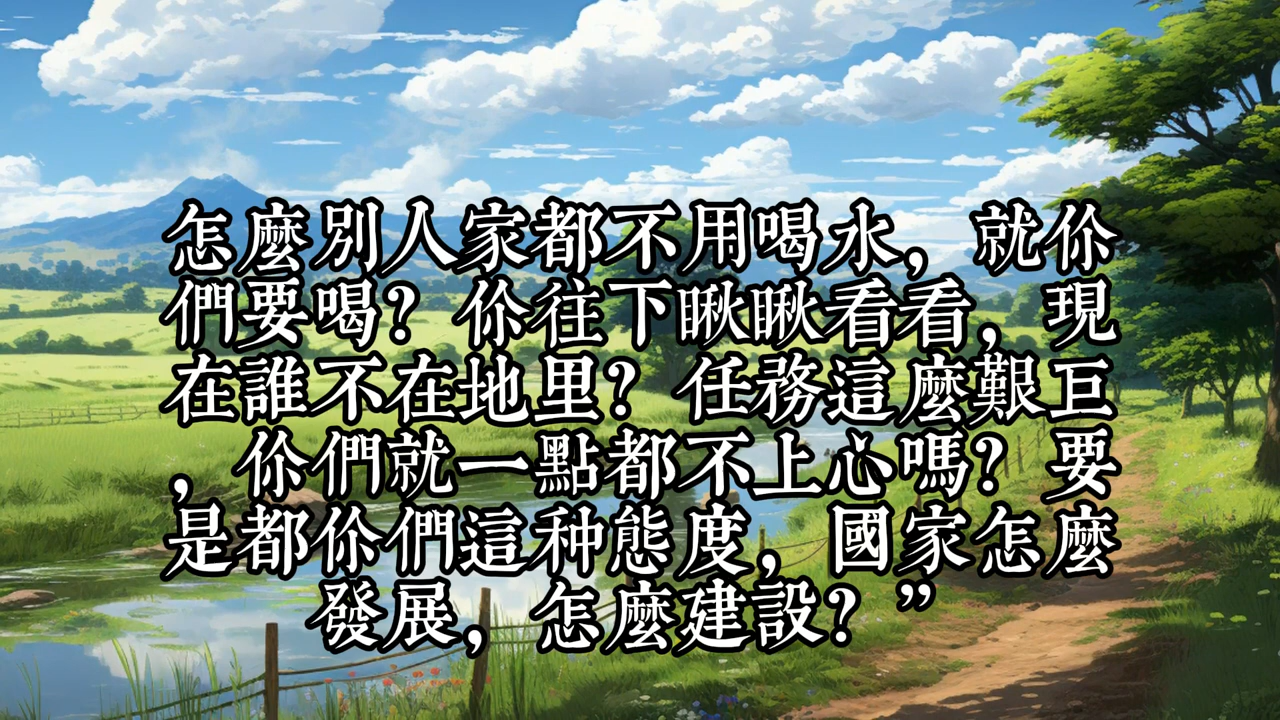 怎麼別人家都不用喝水，就伱
們要喝？伱往下瞅瞅看看，現
在誰不在地里？任務這麼艱巨
，伱們就一點都不上心嗎？要
是都伱們這种態度，國家怎麼
發展，怎麼建設？”